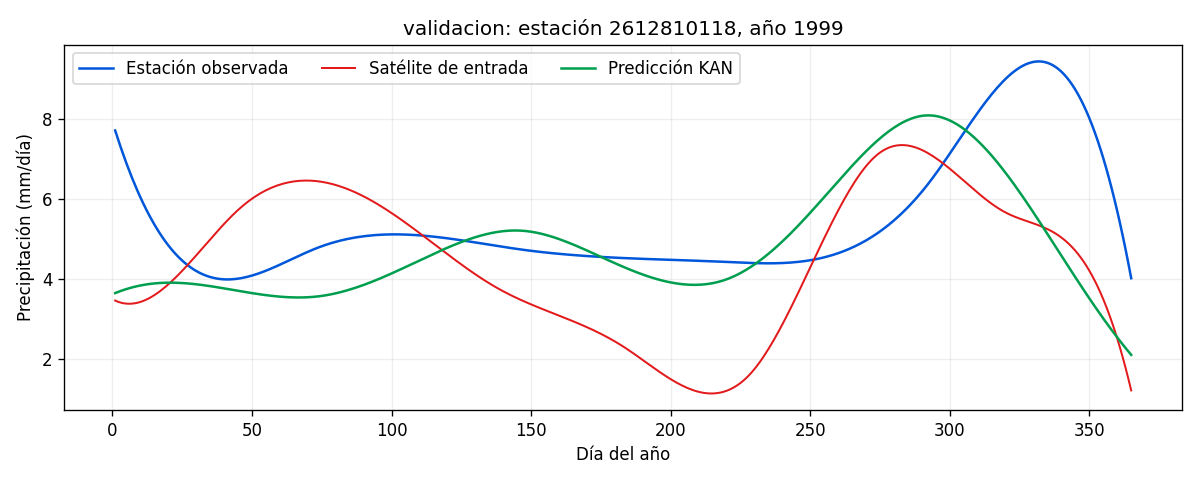 validacion: estación 2612810118, año 1999
Estación observada
Satélite de entrada
Predicción KAN
Precipitación (mm/día)
8
6
4
2
0
50
100
150
200
250
300
350
Día del año